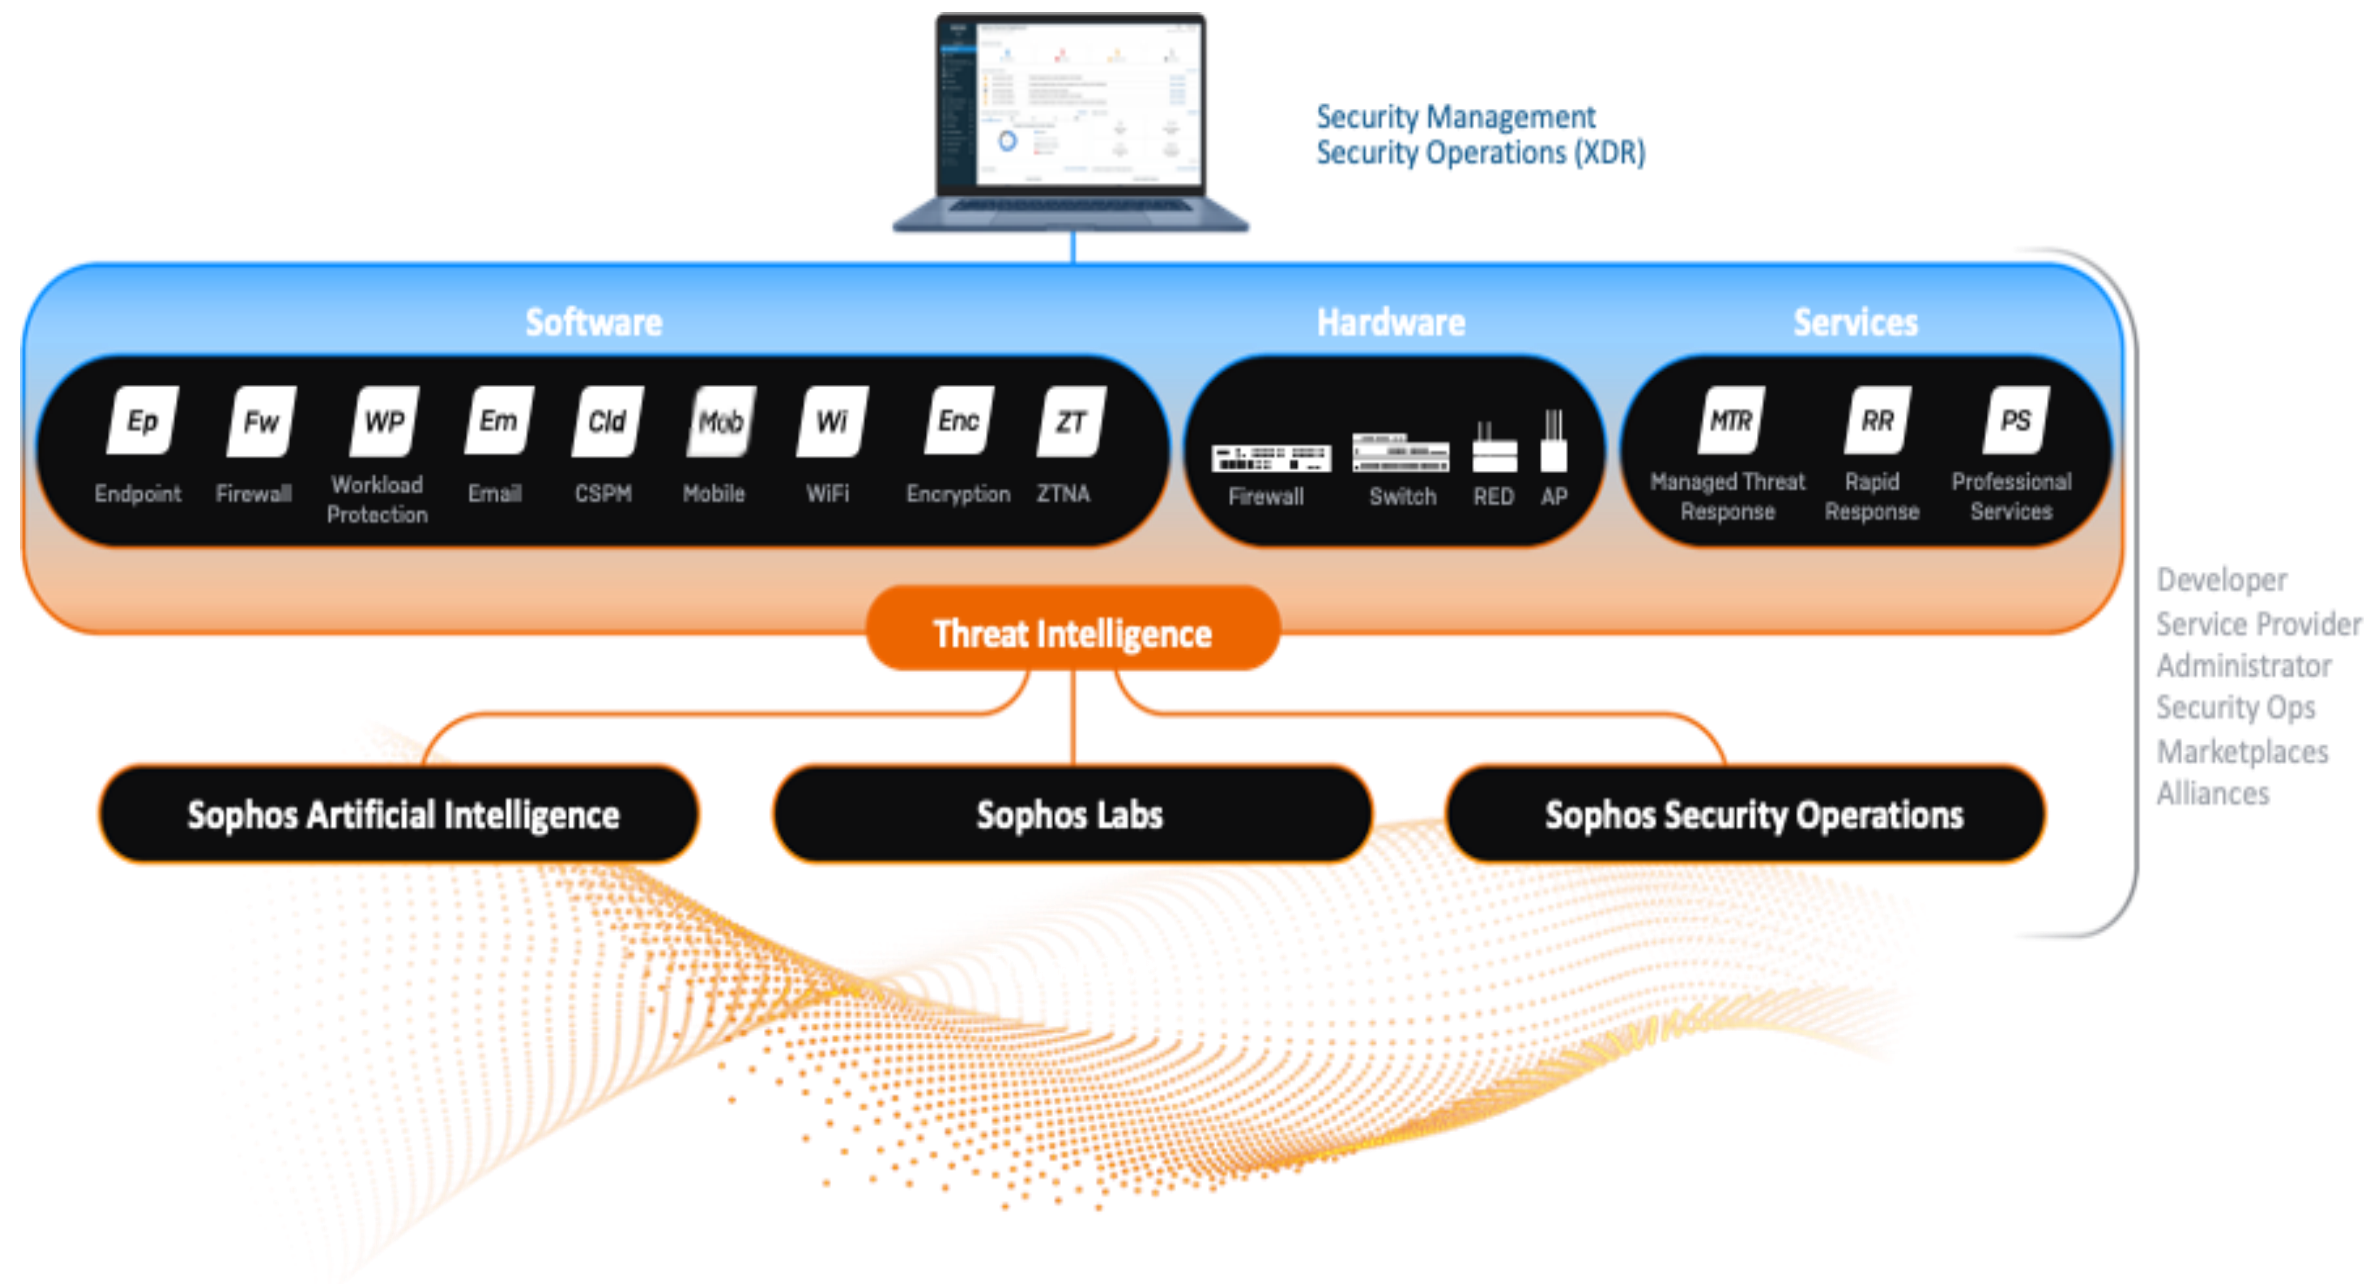 Security Management
Security Operations (XDR)
Software
Hardware
Services
Ep
Fw
WP
Em
Cld
Mob
Wi
Enc
ZT
MTR
RR
PS
Endpoint
Firewall
Workload
Protection
Email
CSPM
Mobile
WiFi
Encryption
ZTNA
Firewall
Switch
RED
AP
Managed Threat
Response
Rapid
Response
Professional
Services
Threat Intelligence
Developer
Service Provider
Administrator
Security Ops
Marketplaces
Alliances
Sophos Artificial Intelligence
Sophos Labs
Sophos Security Operations